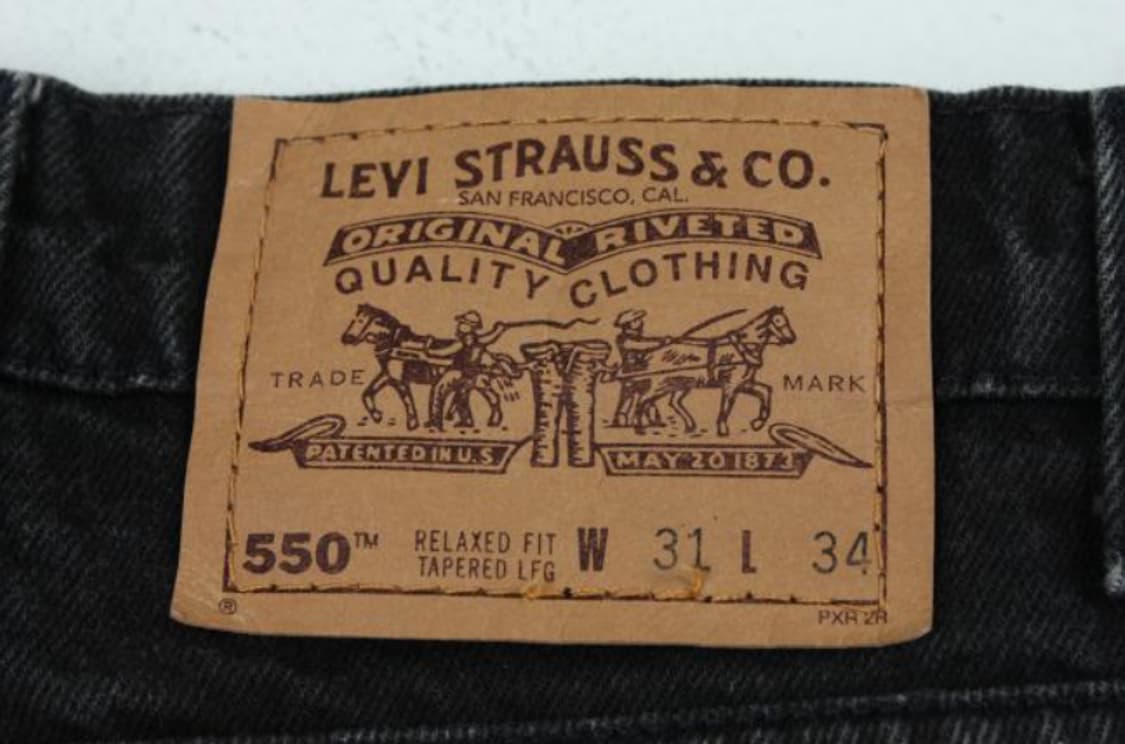 LEVI STRAUSS & CO.
SAN FRANCISCO, CAL.
ORIGINAL RIVETED
QUALITY CLOTHING
TRADE MARK
PATENTED IN U.S. MAY 20 1873
550™ RELAXED FIT W 31 L 34
TAPERED LEG
® PXR 2R